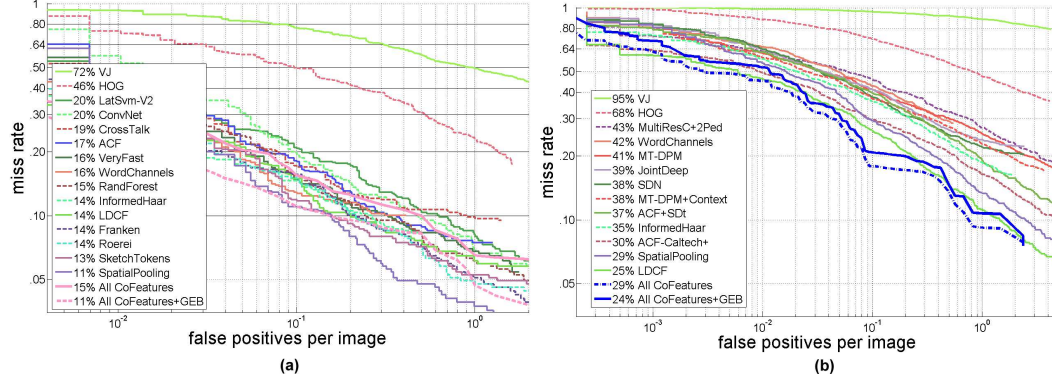 1
.80
.64
.50
.40
.30
.20
.10
.05
miss rate
72% VJ
46% HOG
20% LatSvm-V2
20% ConvNet
19% CrossTalk
17% ACF
16% VeryFast
16% WordChannels
15% RandForest
14% InformedHaar
14% LDCF
14% Franken
14% Roerei
13% SketchTokens
11% SpatialPooling
15% All CoFeatures
11% All CoFeatures+GEB
10^-2 10^-1 10^0
false positives per image
(a)
1
.80
.64
.50
.40
.30
.20
.10
.05
miss rate
95% VJ
68% HOG
43% MultiResC+2Ped
42% WordChannels
41% MT-DPM
39% JointDeep
38% SDN
38% MT-DPM+Context
37% ACF+SDt
35% InformedHaar
30% ACF-Caltech+
29% SpatialPooling
25% LDCF
29% All CoFeatures
24% All CoFeatures+GEB
10^-3 10^-2 10^-1 10^0
false positives per image
(b)